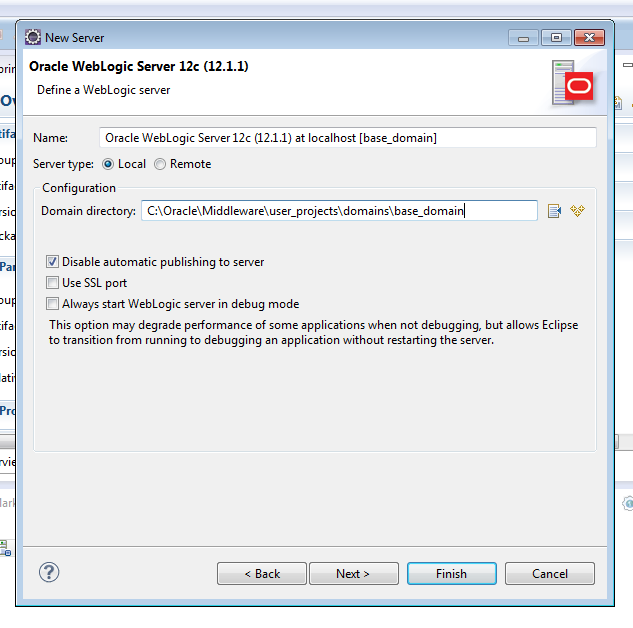 New Server
Oracle WebLogic Server 12c (12.1.1)
Define a WebLogic server
Name: Oracle WebLogic Server 12c (12.1.1) at localhost [base_domain]
Server type: Local Remote
Configuration
Domain directory: C:\Oracle\Middleware\user_projects\domains\base_domain
Disable automatic publishing to server
Use SSL port
Always start WebLogic server in debug mode
This option may degrade performance of some applications when not debugging, but allows Eclipse
to transition from running to debugging an application without restarting the server.
? < Back Next > Finish Cancel